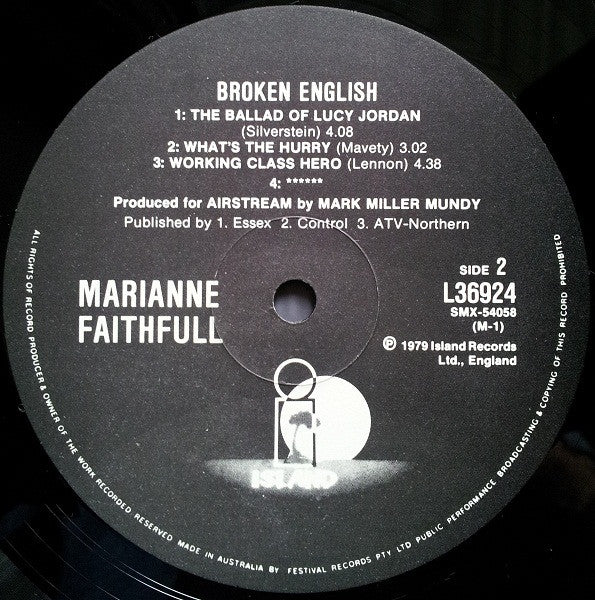 BROKEN ENGLISH
1: THE BALLAD OF LUCY JORDAN
(Silverstein) 4.08
2: WHAT'S THE HURRY (Mavety) 3.02
3: WORKING CLASS HERO (Lennon) 4.38
4: ******
Produced for AIRSTREAM by MARK MILLER MUNDY
Published by 1. Essex 2. Control 3. ATV-Northern
MARIANNE
FAITHFULL
SIDE 2
L36924
SMX-54058
(M-1)
℗ 1979 Island Records
Ltd., England
ISLAND
ALL RIGHTS OF RECORD PRODUCER & OWNER OF THE WORK RECORDED RESERVED MADE IN AUSTRALIA BY FESTIVAL RECORDS PTY LTD PUBLIC PERFORMANCE BROADCASTING & COPYING OF THIS RECORD PROHIBITED